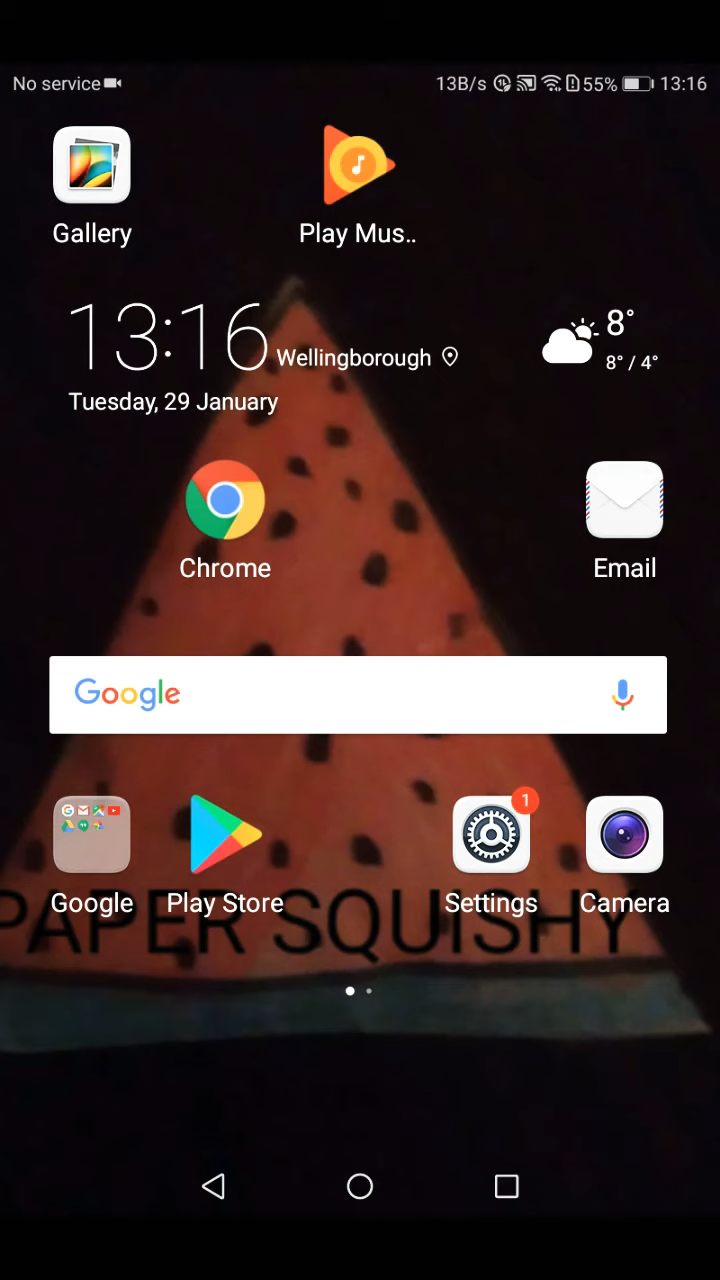 No service 13B/s 55% 13:16
Gallery Play Mus..
13:16 Wellingborough 8°
8° / 4°
Tuesday, 29 January
Chrome Email
Google
1
Google Play Store Settings Camera
PAPER SQUISHY